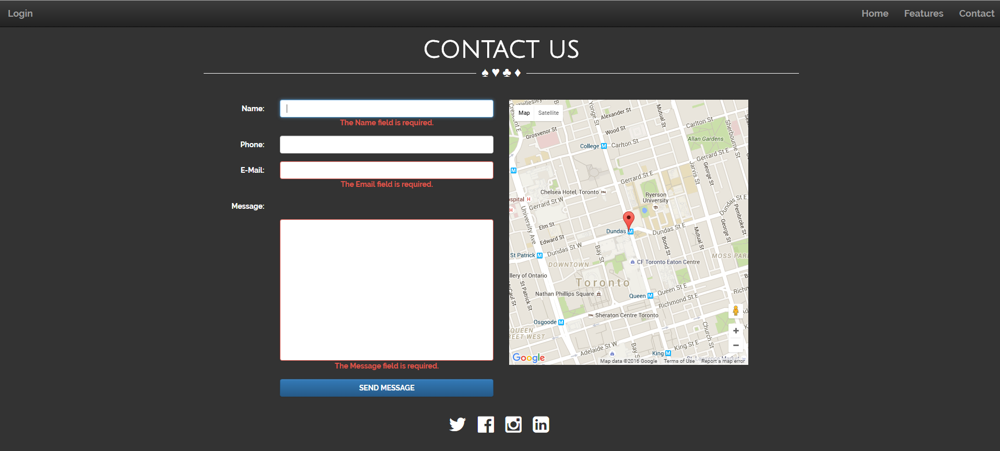 Login
Home Features Contact
CONTACT US
♠ ♥ ♣ ♦
Name:
The Name field is required.
Phone:
E-Mail:
The Email field is required.
Message:
The Message field is required.
SEND MESSAGE
Map Satellite
Wellesley
Crescent E
Yonge St
Alexander St
Mutual St
Carlton St
Sherbourne St
Grosvenor St
Wood St
Allan Gardens
College M Carlton St
Gerrard St E
Jarvis St
George St
M
Gerrard St E
Chelsea Hotel, Toronto
Ryerson
University
spital H
Gerrard St W
Dundas St E
H
University Ave
Pembroke St
Elm St
Dundas M
Dundas St E
George St
Mutual St
Edward St
Bond St
Dundas St W
Bay St
St Patrick M
MOSS PAR
CF Toronto Eaton Centre
DOWNTOWN
llery of Ontario
Toronto
St Patrick St
McCaul St
Queen St E
Nathan Phillips Square
Queen M
Richmond St E
Richm
Sheraton Centre Toronto
Osgoode M
Church St
QUEEN
REET WEST
Adelaide St W
Bay St
King St E
King M
St. Lawrence Market
Google
Map data ©2016 Google Terms of Use Report a map error